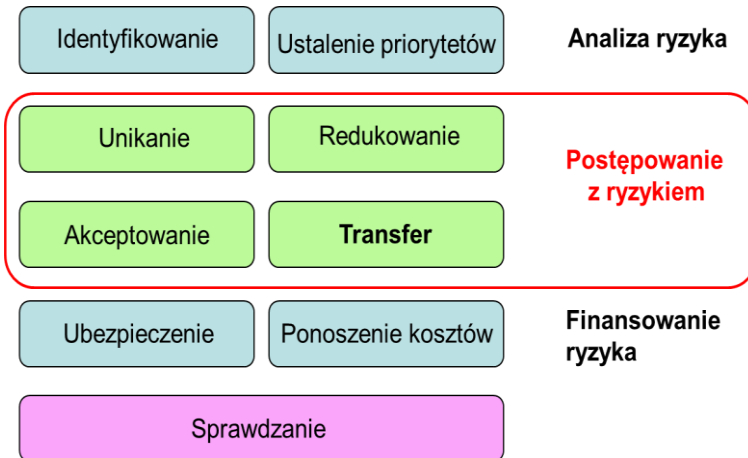 Identyfikowanie
Ustalenie priorytetów
Analiza ryzyka
Unikanie
Redukowanie
Postępowanie
z ryzykiem
Akceptowanie
Transfer
Ubezpieczenie
Ponoszenie kosztów
Finansowanie
ryzyka
Sprawdzanie